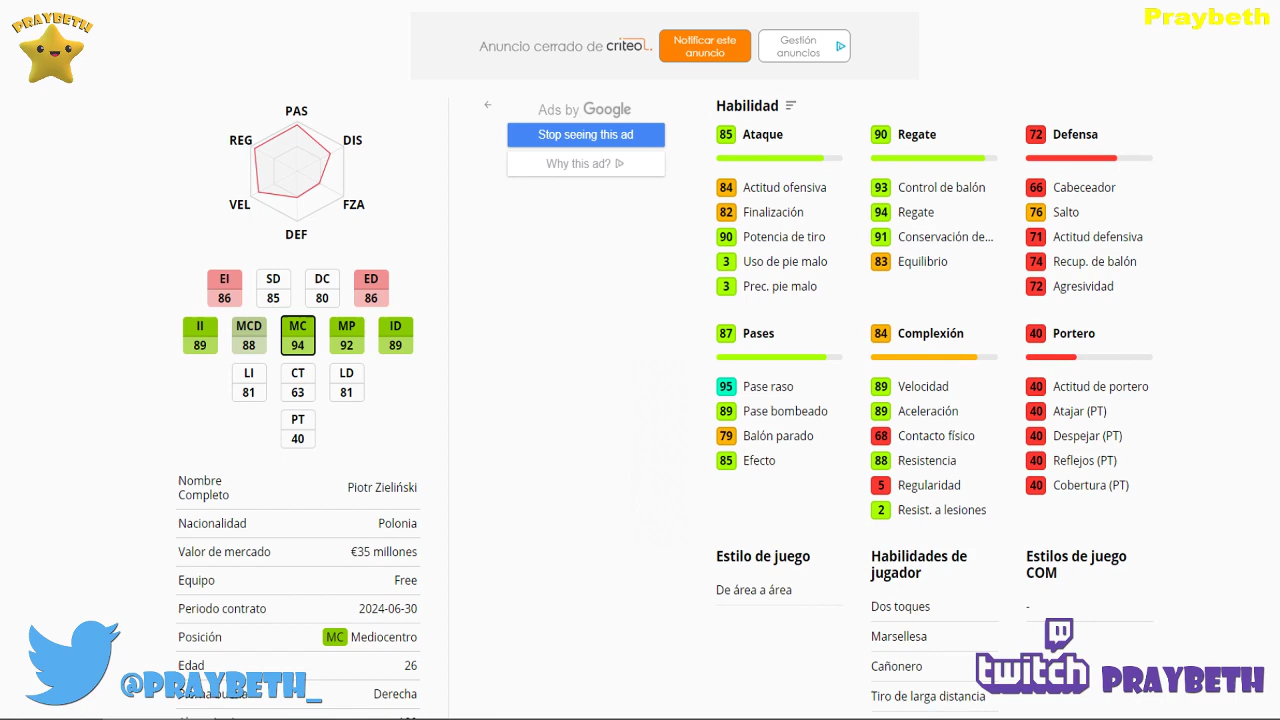 PRAYBETH
Praybeth
Anuncio cerrado de criteo
Notificar este
anuncio
Gestión
anuncios
PAS
REG
DIS
VEL
FZA
DEF
EI
SD
DC
ED
86
85
80
86
II
MCD
MC
MP
ID
89
88
94
92
89
LI
CT
LD
81
63
81
PT
40
Nombre
Completo
Piotr Zieliński
Nacionalidad
Polonia
Valor de mercado
€35 millones
Equipo
Free
Periodo contrato
2024-06-30
Posición
MC Mediocentro
Edad
26
Derecha
@PRAYBETH_
Ads by Google
Stop seeing this ad
Why this ad?
Habilidad
85 Ataque
84 Actitud ofensiva
82 Finalización
90 Potencia de tiro
3 Uso de pie malo
3 Prec. pie malo
90 Regate
93 Control de balón
94 Regate
91 Conservación de...
83 Equilibrio
72 Defensa
66 Cabeceador
76 Salto
71 Actitud defensiva
74 Recup. de balón
72 Agresividad
87 Pases
95 Pase raso
89 Pase bombeado
79 Balón parado
85 Efecto
84 Complexión
89 Velocidad
89 Aceleración
68 Contacto físico
88 Resistencia
5 Regularidad
2 Resist. a lesiones
40 Portero
40 Actitud de portero
40 Atajar (PT)
40 Despejar (PT)
40 Reflejos (PT)
40 Cobertura (PT)
Estilo de juego
De área a área
Habilidades de
jugador
Dos toques
Marsellesa
Cañonero
Tiro de larga distancia
Estilos de juego
COM
-
twitch PRAYBETH